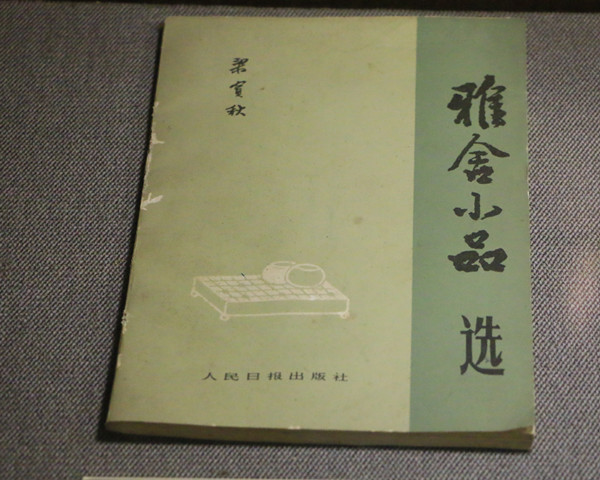 梁实秋
雅舍小品 选
人民日报出版社